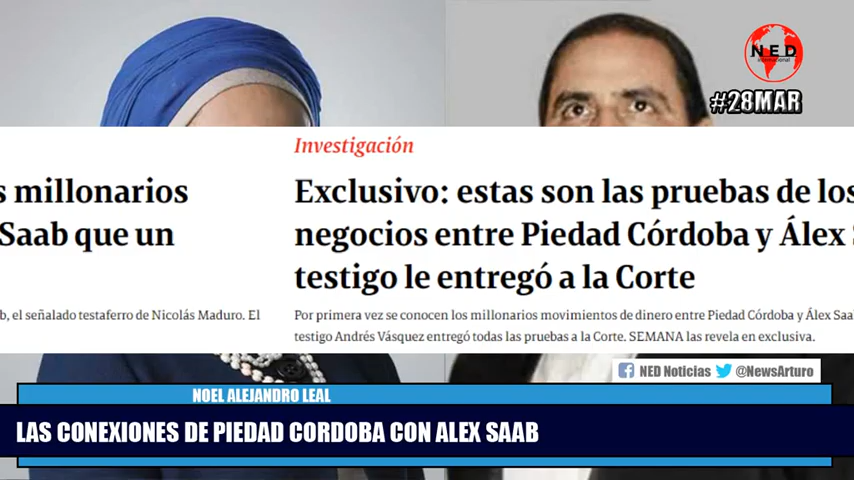 NED
International
#28MAR
Investigación
s millonarios
Saab que un
b, el señalado testaferro de Nicolás Maduro. El
Exclusivo: estas son las pruebas de los
negocios entre Piedad Córdoba y Álex
testigo le entregó a la Corte
Por primera vez se conocen los millonarios movimientos de dinero entre Piedad Córdoba y Álex Saa
testigo Andrés Vásquez entregó todas las pruebas a la Corte. SEMANA las revela en exclusiva.
NED Noticias @NewsArturo
NOEL ALEJANDRO LEAL
LAS CONEXIONES DE PIEDAD CORDOBA CON ALEX SAAB